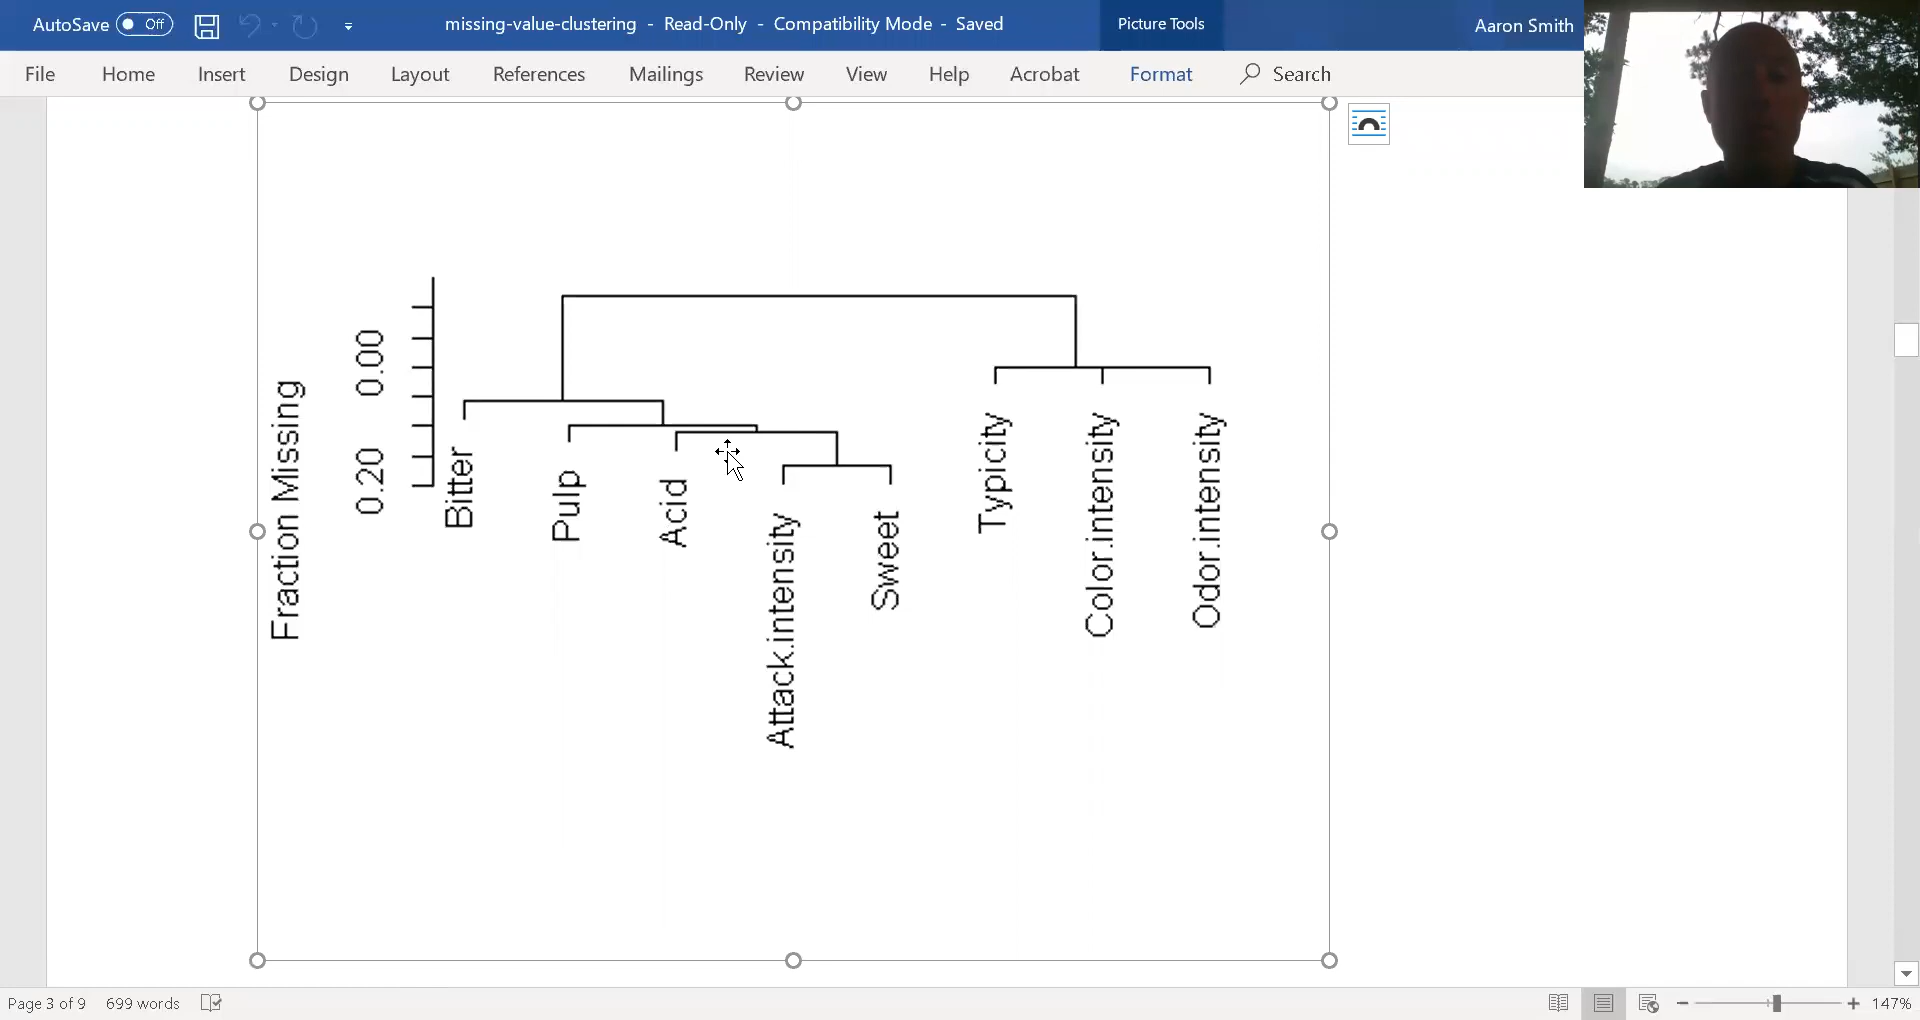 AutoSave Off missing-value-clustering - Read-Only - Compatibility Mode - Saved Picture Tools Aaron Smith
File Home Insert Design Layout References Mailings Review View Help Acrobat Format Search
Fraction Missing
0.00
0.20
Bitter
Pulp
Acid
Attack.intensity
Sweet
Typicity
Color.intensity
Odor.intensity
Page 3 of 9 699 words 147%